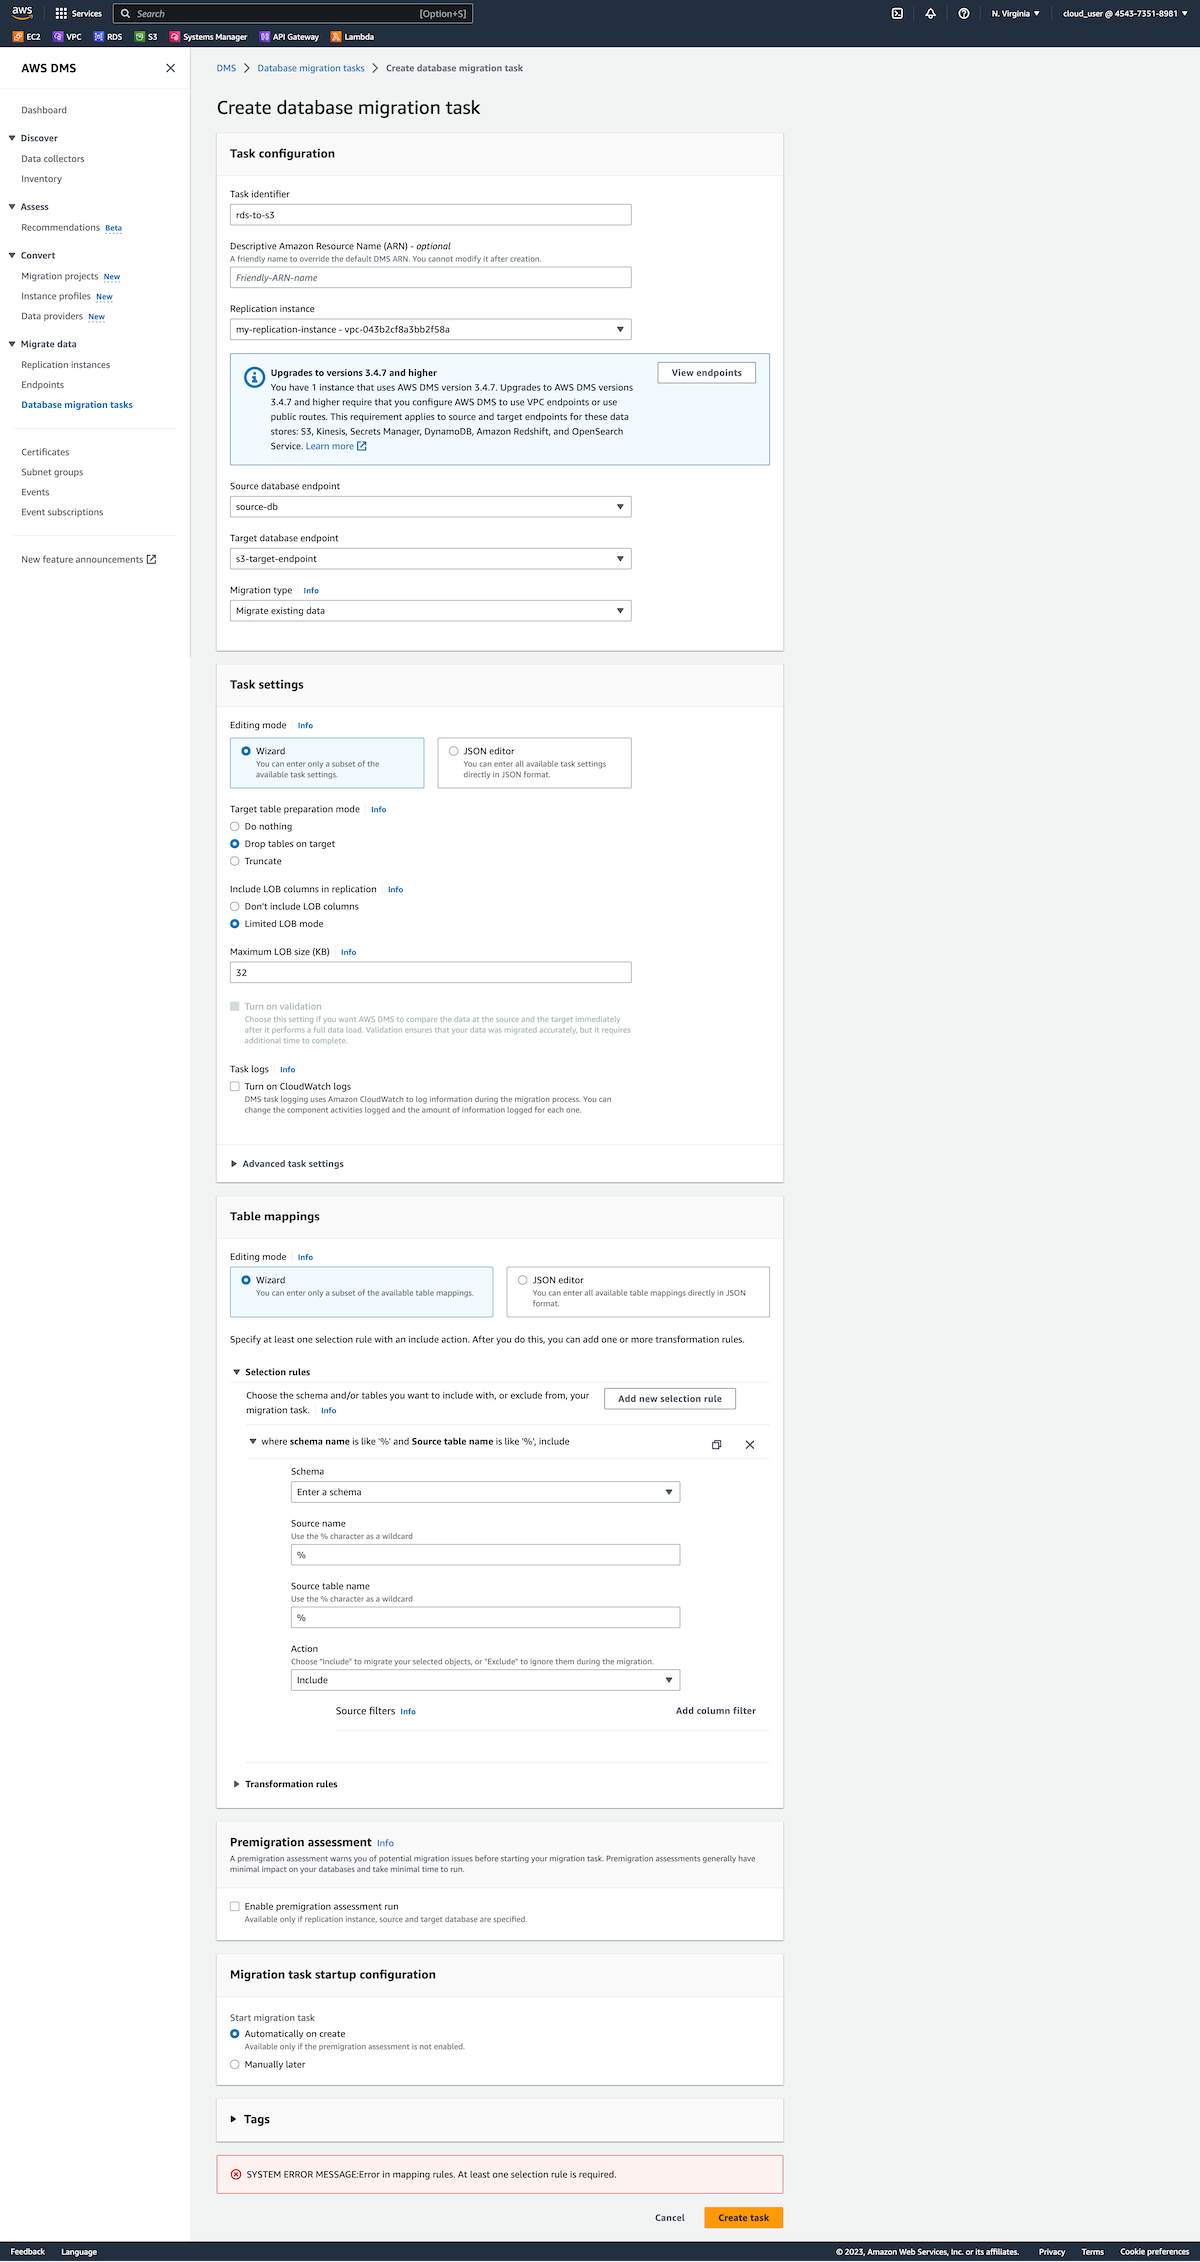 aws
Services
Search
[Option+S]
N. Virginia
cloud_user @ 4543-7351-8981
EC2
VPC
RDS
S3
Systems Manager
API Gateway
Lambda
AWS DMS
Dashboard
Discover
Data collectors
Inventory
Assess
Recommendations Beta
Convert
Migration projects New
Instance profiles New
Data providers New
Migrate data
Replication instances
Endpoints
Database migration tasks
Certificates
Subnet groups
Events
Event subscriptions
New feature announcements
DMS > Database migration tasks > Create database migration task
Create database migration task
Task configuration
Task identifier
rds-to-s3
Descriptive Amazon Resource Name (ARN) - optional
A friendly name to override the default DMS ARN. You cannot modify it after creation.
Friendly-ARN-name
Replication instance
my-replication-instance - vpc-043b2cf8a3bb2f58a
Upgrades to versions 3.4.7 and higher
You have 1 instance that uses AWS DMS version 3.4.7. Upgrades to AWS DMS versions
3.4.7 and higher require that you configure AWS DMS to use VPC endpoints or use
public routes. This requirement applies to source and target endpoints for these data
stores: S3, Kinesis, Secrets Manager, DynamoDB, Amazon Redshift, and OpenSearch
Service. Learn more
View endpoints
Source database endpoint
source-db
Target database endpoint
s3-target-endpoint
Migration type Info
Migrate existing data
Task settings
Editing mode Info
Wizard
You can enter only a subset of the
available task settings.
JSON editor
You can enter all available task settings
directly in JSON format.
Target table preparation mode Info
Do nothing
Drop tables on target
Truncate
Include LOB columns in replication Info
Don't include LOB columns
Limited LOB mode
Maximum LOB size (KB) Info
32
Turn on validation
Choose this setting if you want AWS DMS to compare the data at the source and the target immediately
after it performs a full data load. Validation ensures that your data was migrated accurately, but it requires
additional time to complete.
Task logs Info
Turn on CloudWatch logs
DMS task logging uses Amazon CloudWatch to log information during the migration process. You can
change the component activities logged and the amount of information logged for each one.
Advanced task settings
Table mappings
Editing mode Info
Wizard
You can enter only a subset of the available table mappings.
JSON editor
You can enter all available table mappings directly in JSON
format.
Specify at least one selection rule with an include action. After you do this, you can add one or more transformation rules.
Selection rules
Choose the schema and/or tables you want to include with, or exclude from, your
migration task. Info
Add new selection rule
where schema name is like '%' and Source table name is like '%', include
Schema
Enter a schema
Source name
Use the % character as a wildcard
%
Source table name
Use the % character as a wildcard
%
Action
Choose "Include" to migrate your selected objects, or "Exclude" to ignore them during the migration.
Include
Source filters Info
Add column filter
Transformation rules
Premigration assessment Info
A premigration assessment warns you of potential migration issues before starting your migration task. Premigration assessments generally have
minimal impact on your databases and take minimal time to run.
Enable premigration assessment run
Available only if replication instance, source and target database are specified.
Migration task startup configuration
Start migration task
Automatically on create
Available only if the premigration assessment is not enabled.
Manually later
Tags
SYSTEM ERROR MESSAGE:Error in mapping rules. At least one selection rule is required.
Cancel
Create task
Feedback
Language
© 2023, Amazon Web Services, Inc. or its affiliates.
Privacy
Terms
Cookie preferences